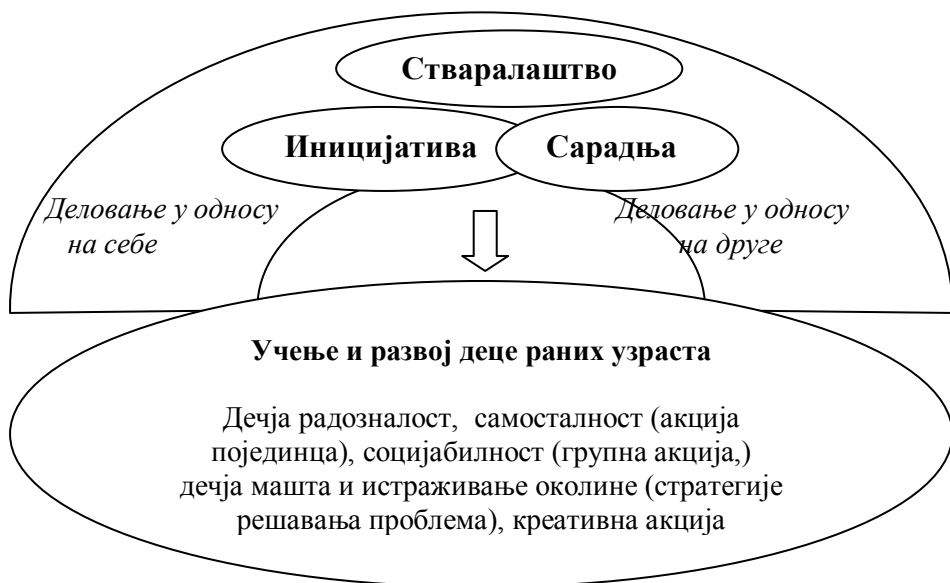 Стваралаштво
Иницијатива
Сарадња
Деловање у односу
на себе
Деловање у односу
на друге
Учење и развој деце раних узраста
Дечја радозналост, самосталност (акција
појединца), социјабилност (групна акција,)
дечја машта и истраживање околине (стратегије
решавања проблема), креативна акција